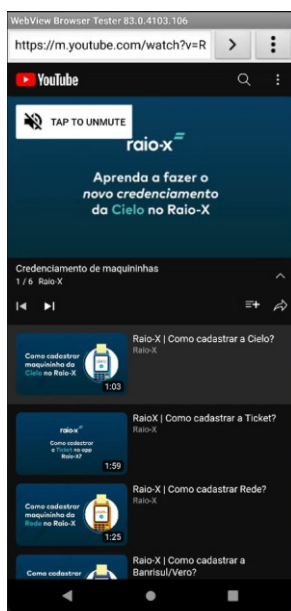 WebView Browser Tester 83.0.4103.106
https://m.youtube.com/watch?v=R
YouTube
TAP TO UNMUTE
raio-x
Aprenda a fazer o
novo credenciamento
da Cielo no Raio-X
Credenciamento de maquininhas
1 / 6 Raio-X
Como cadastrar
maquininha da
Cielo no Raio-X
1:03
Raio-X | Como cadastrar a Cielo?
Raio-X
raio-x
Como cadastrar
a Ticket no app
Raio-X?
1:59
RaioX | Como cadastrar a Ticket?
Raio-X
Como cadastrar
maquininha da
Rede no Raio-X
1:25
Raio-X | Como cadastrar Rede?
Raio-X
Como cadastrar
Raio-X | Como cadastrar a
Banrisul/Vero?